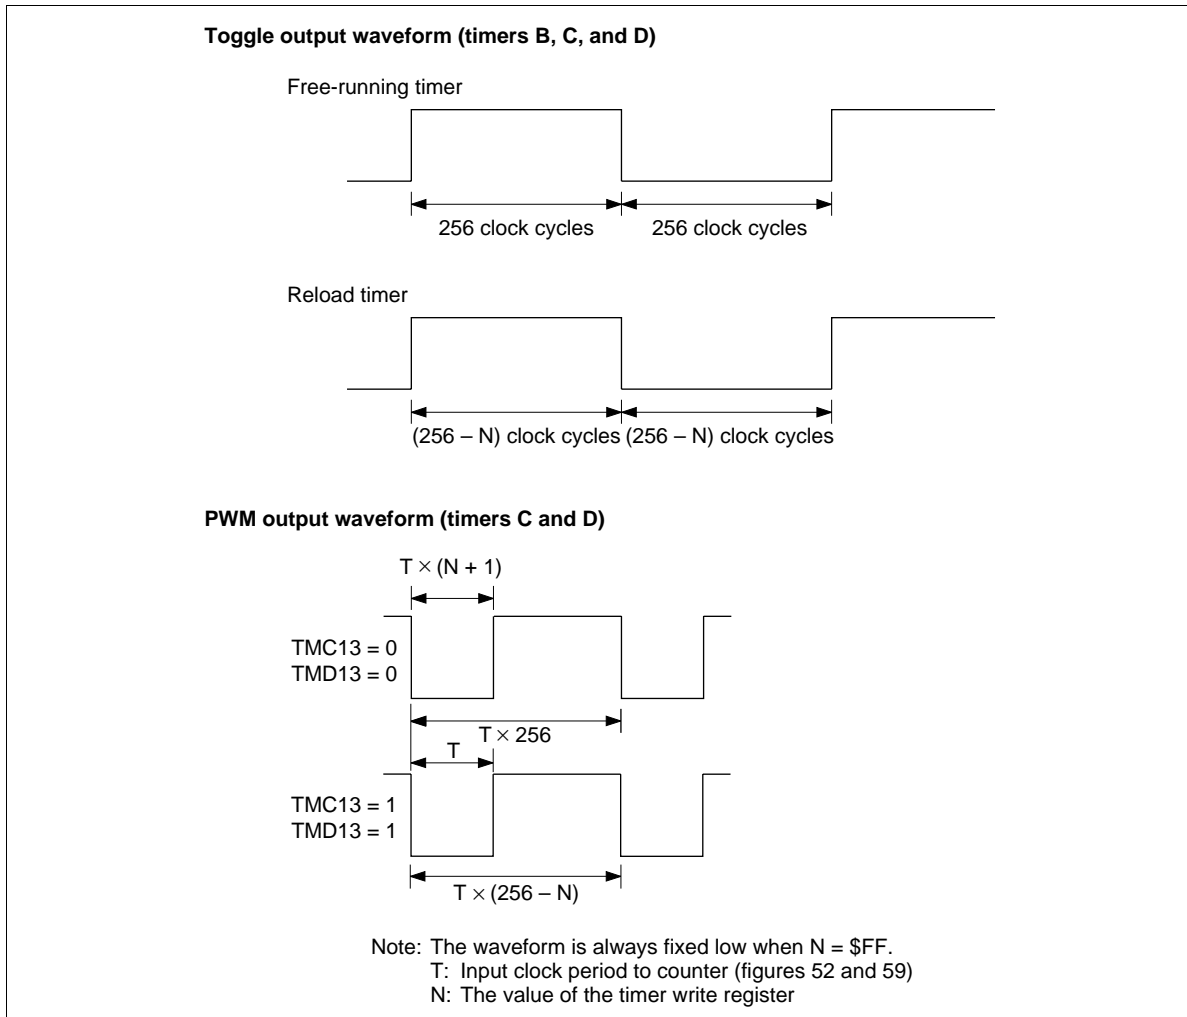 Toggle output waveform (timers B, C, and D)
Free-running timer
256 clock cycles 256 clock cycles
Reload timer
(256 – N) clock cycles (256 – N) clock cycles
PWM output waveform (timers C and D)
T × (N + 1)
TMC13 = 0
TMD13 = 0
T × 256
T
TMC13 = 1
TMD13 = 1
T × (256 – N)
Note: The waveform is always fixed low when N = $FF.
T: Input clock period to counter (figures 52 and 59)
N: The value of the timer write register